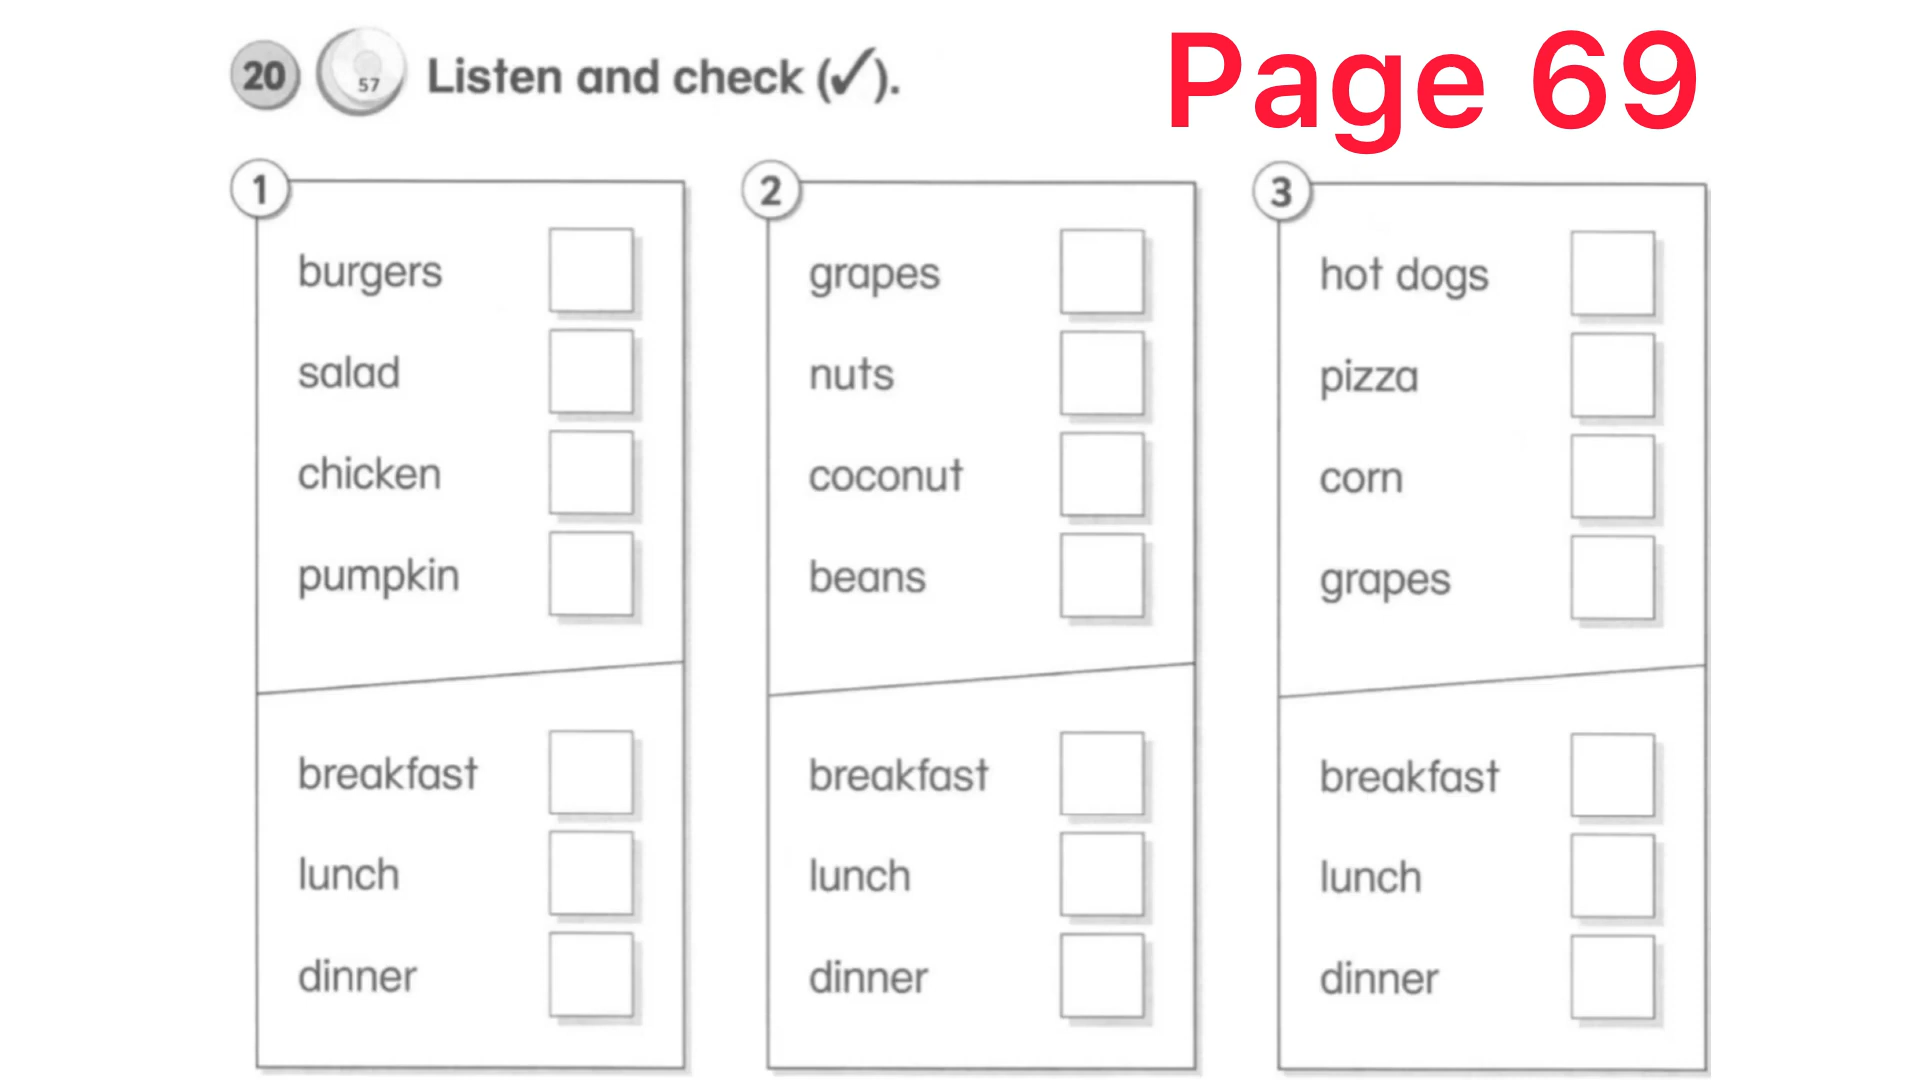 20 57 Listen and check (✓).
Page 69
1
burgers
salad
chicken
pumpkin
breakfast
lunch
dinner
2
grapes
nuts
coconut
beans
breakfast
lunch
dinner
3
hot dogs
pizza
corn
grapes
breakfast
lunch
dinner